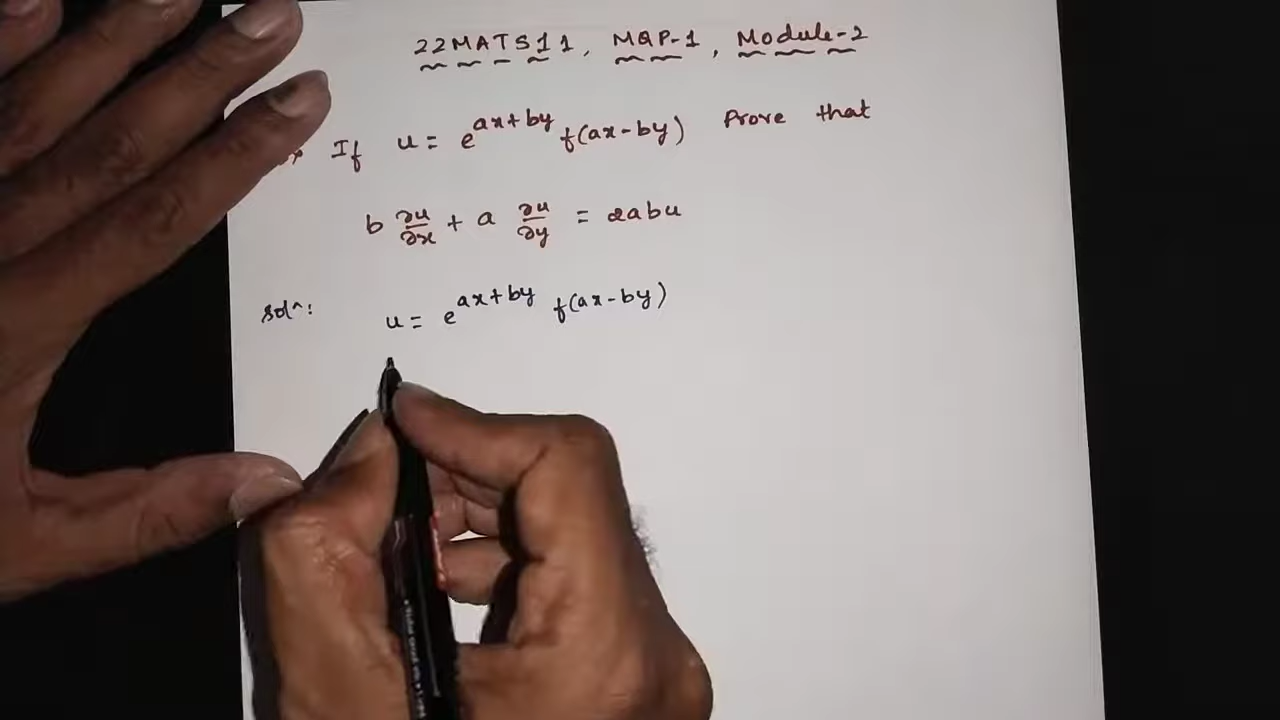 22MATS11, MQP-1, Module-2
If u = e^{ax+by} f(ax-by) Prove that
b ∂u/∂x + a ∂u/∂y = 2abu
Sol^n: u = e^{ax+by} f(ax-by)